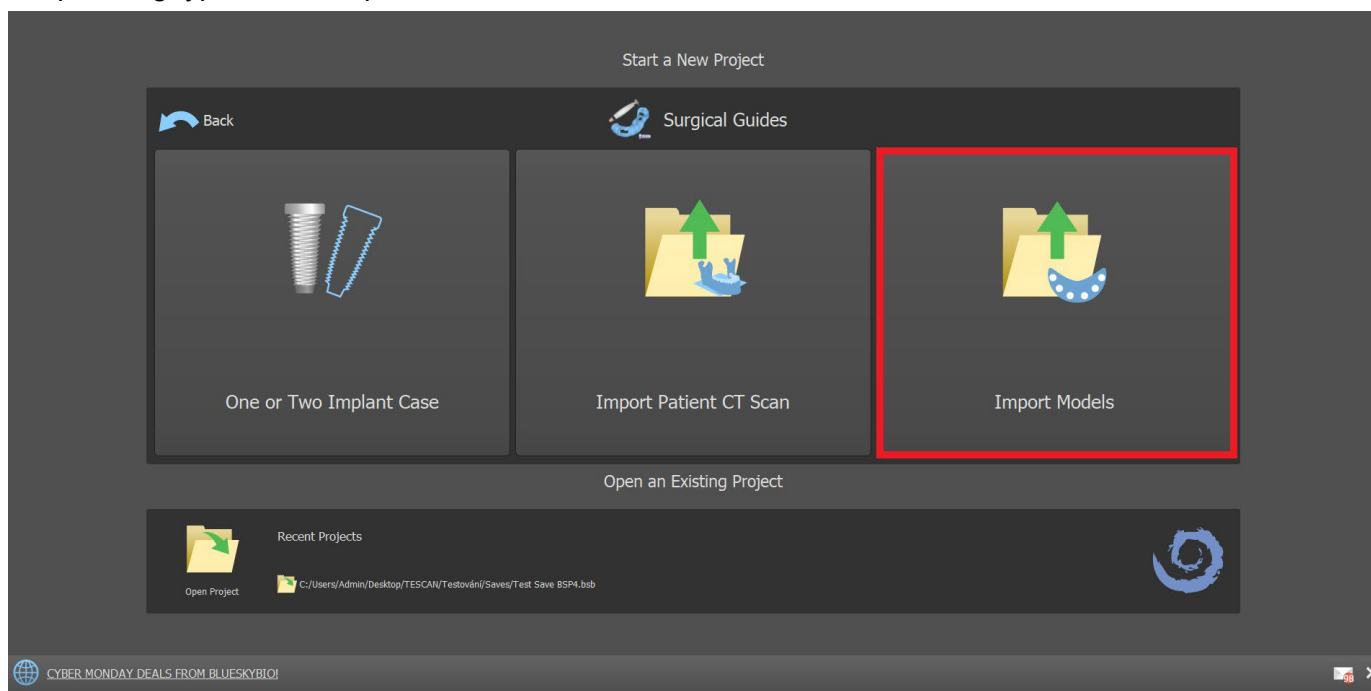 Start a New Project
Back
Surgical Guides
One or Two Implant Case
Import Patient CT Scan
Import Models
Open an Existing Project
Recent Projects
Open Project
C:/Users/Admin/Desktop/TESCAN/Testování/Saves/Test Save BSP4.bsb
CYBER MONDAY DEALS FROM BLUESKYBIO!
98